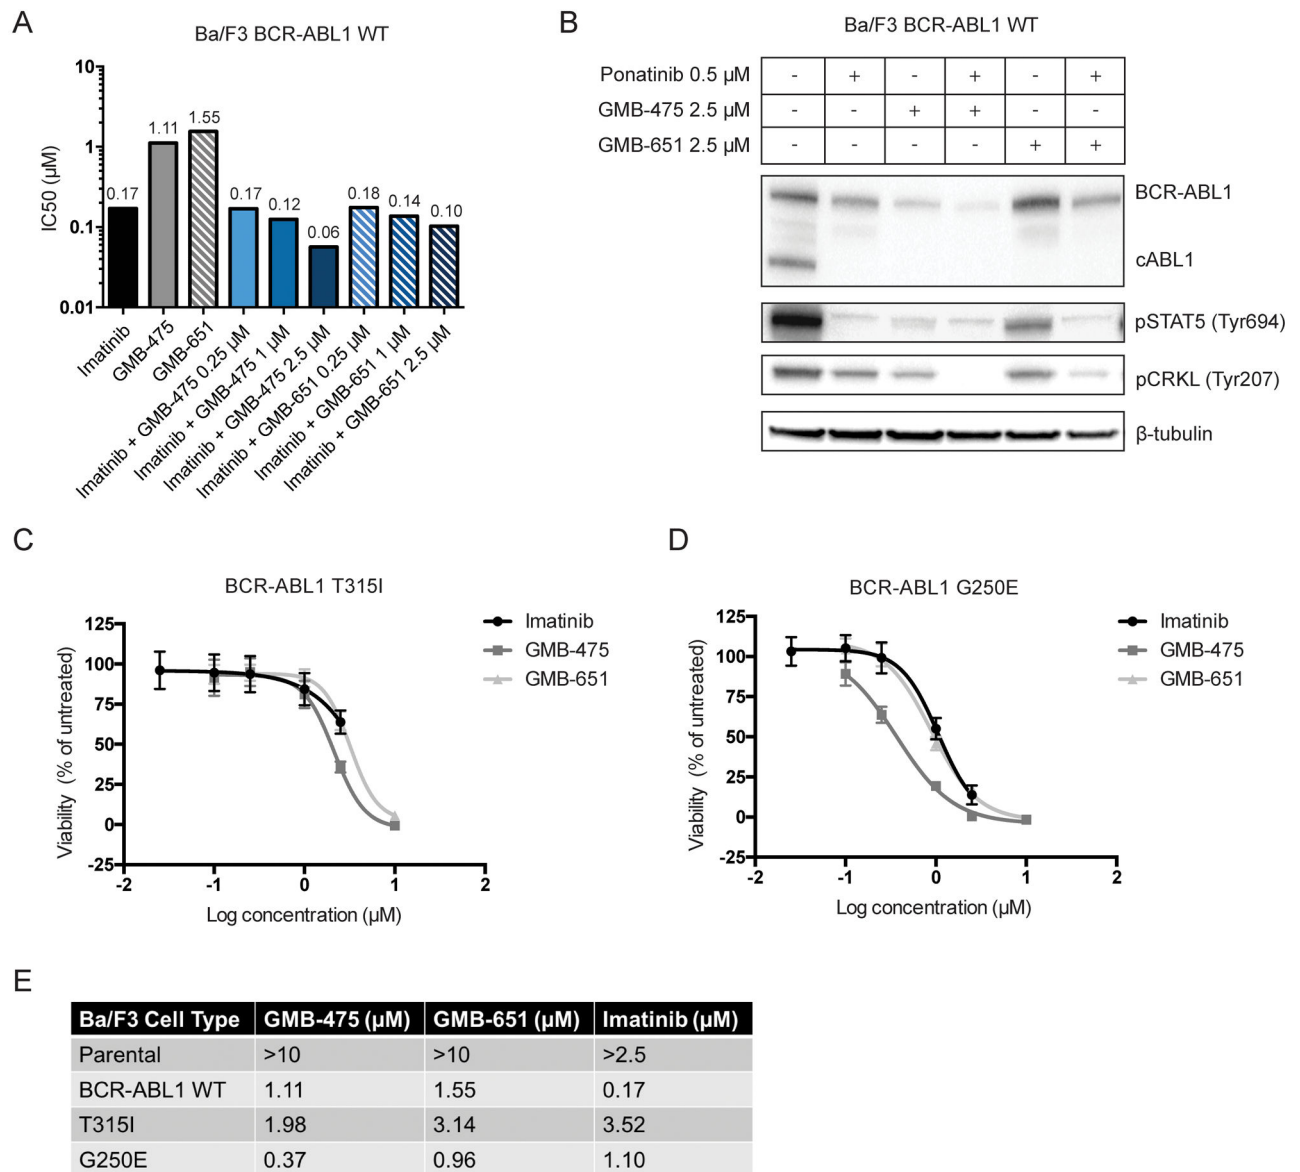 A
Ba/F3 BCR-ABL1 WT
IC50 (µM)
10
1
0.1
0.01
0.17
1.11
1.55
0.17
0.12
0.06
0.18
0.14
0.10
Imatinib
GMB-475
GMB-651
Imatinib + GMB-475 0.25 µM
Imatinib + GMB-475 1 µM
Imatinib + GMB-475 2.5 µM
Imatinib + GMB-651 0.25 µM
Imatinib + GMB-651 1 µM
Imatinib + GMB-651 2.5 µM
B
Ba/F3 BCR-ABL1 WT
Ponatinib 0.5 µM - + - + - +
GMB-475 2.5 µM - - + + - -
GMB-651 2.5 µM - - - - + +
BCR-ABL1
cABL1
pSTAT5 (Tyr694)
pCRKL (Tyr207)
β-tubulin
C
BCR-ABL1 T315I
Viability (% of untreated)
125
100
75
50
25
0
-25
-2 -1 0 1 2
Log concentration (µM)
Imatinib
GMB-475
GMB-651
D
BCR-ABL1 G250E
Viability (% of untreated)
125
100
75
50
25
0
-25
-2 -1 0 1 2
Log concentration (µM)
Imatinib
GMB-475
GMB-651
E
Ba/F3 Cell Type GMB-475 (µM) GMB-651 (µM) Imatinib (µM)
Parental >10 >10 >2.5
BCR-ABL1 WT 1.11 1.55 0.17
T315I 1.98 3.14 3.52
G250E 0.37 0.96 1.10